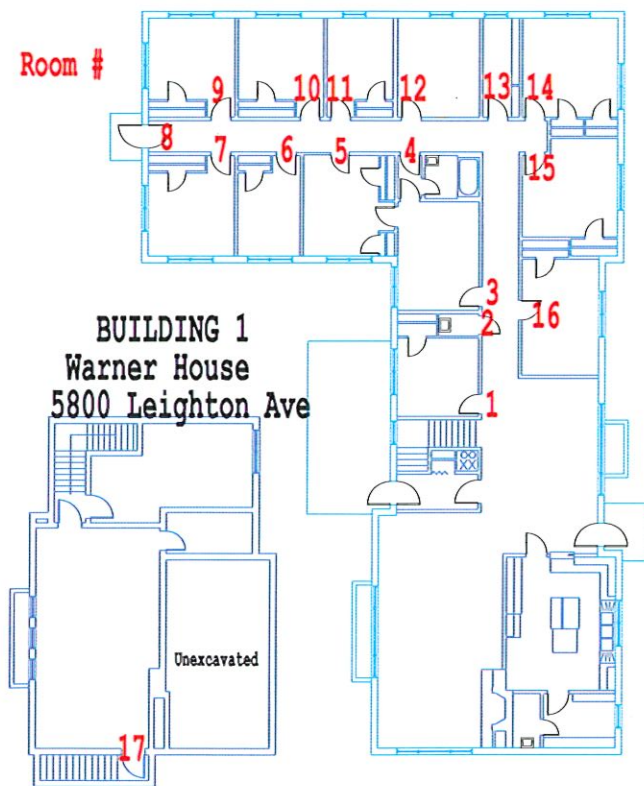 Room #
9 10 11 12 13 14
8 7 6 5 4 15
3
2 16
BUILDING 1
Warner House
5800 Leighton Ave
1
Unexcavated
17